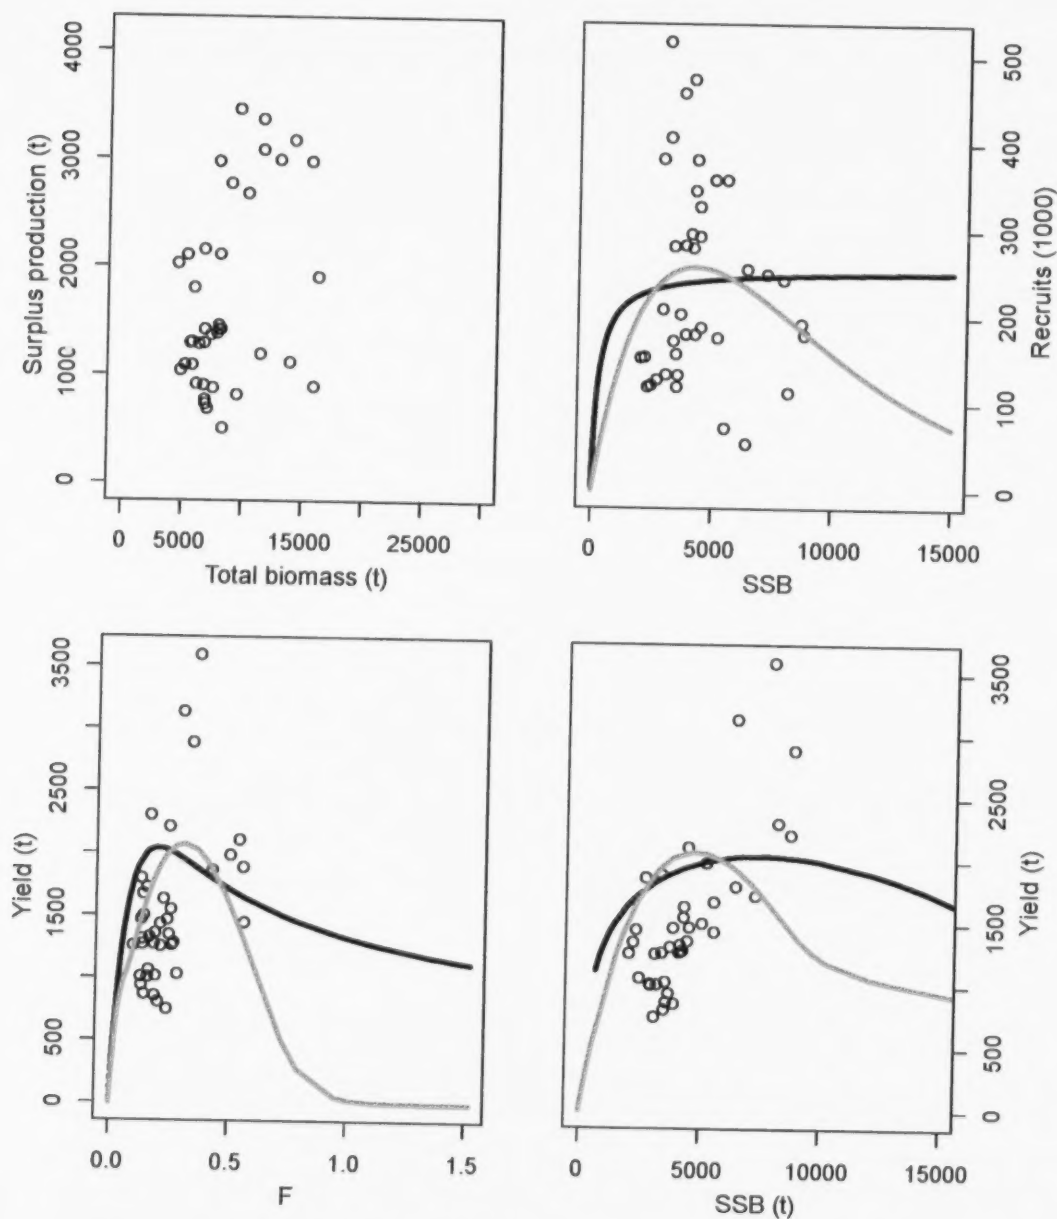 Surplus production (t)
4000
3000
2000
1000
0
0 5000 15000 25000
Total biomass (t)
500
400
300
200
100
0
Recruits (1000)
0 5000 10000 15000
SSB
Yield (t)
3500
2500
1500
500
0
0.0 0.5 1.0 1.5
F
3500
2500
1500
500
0
Yield (t)
0 5000 10000 15000
SSB (t)